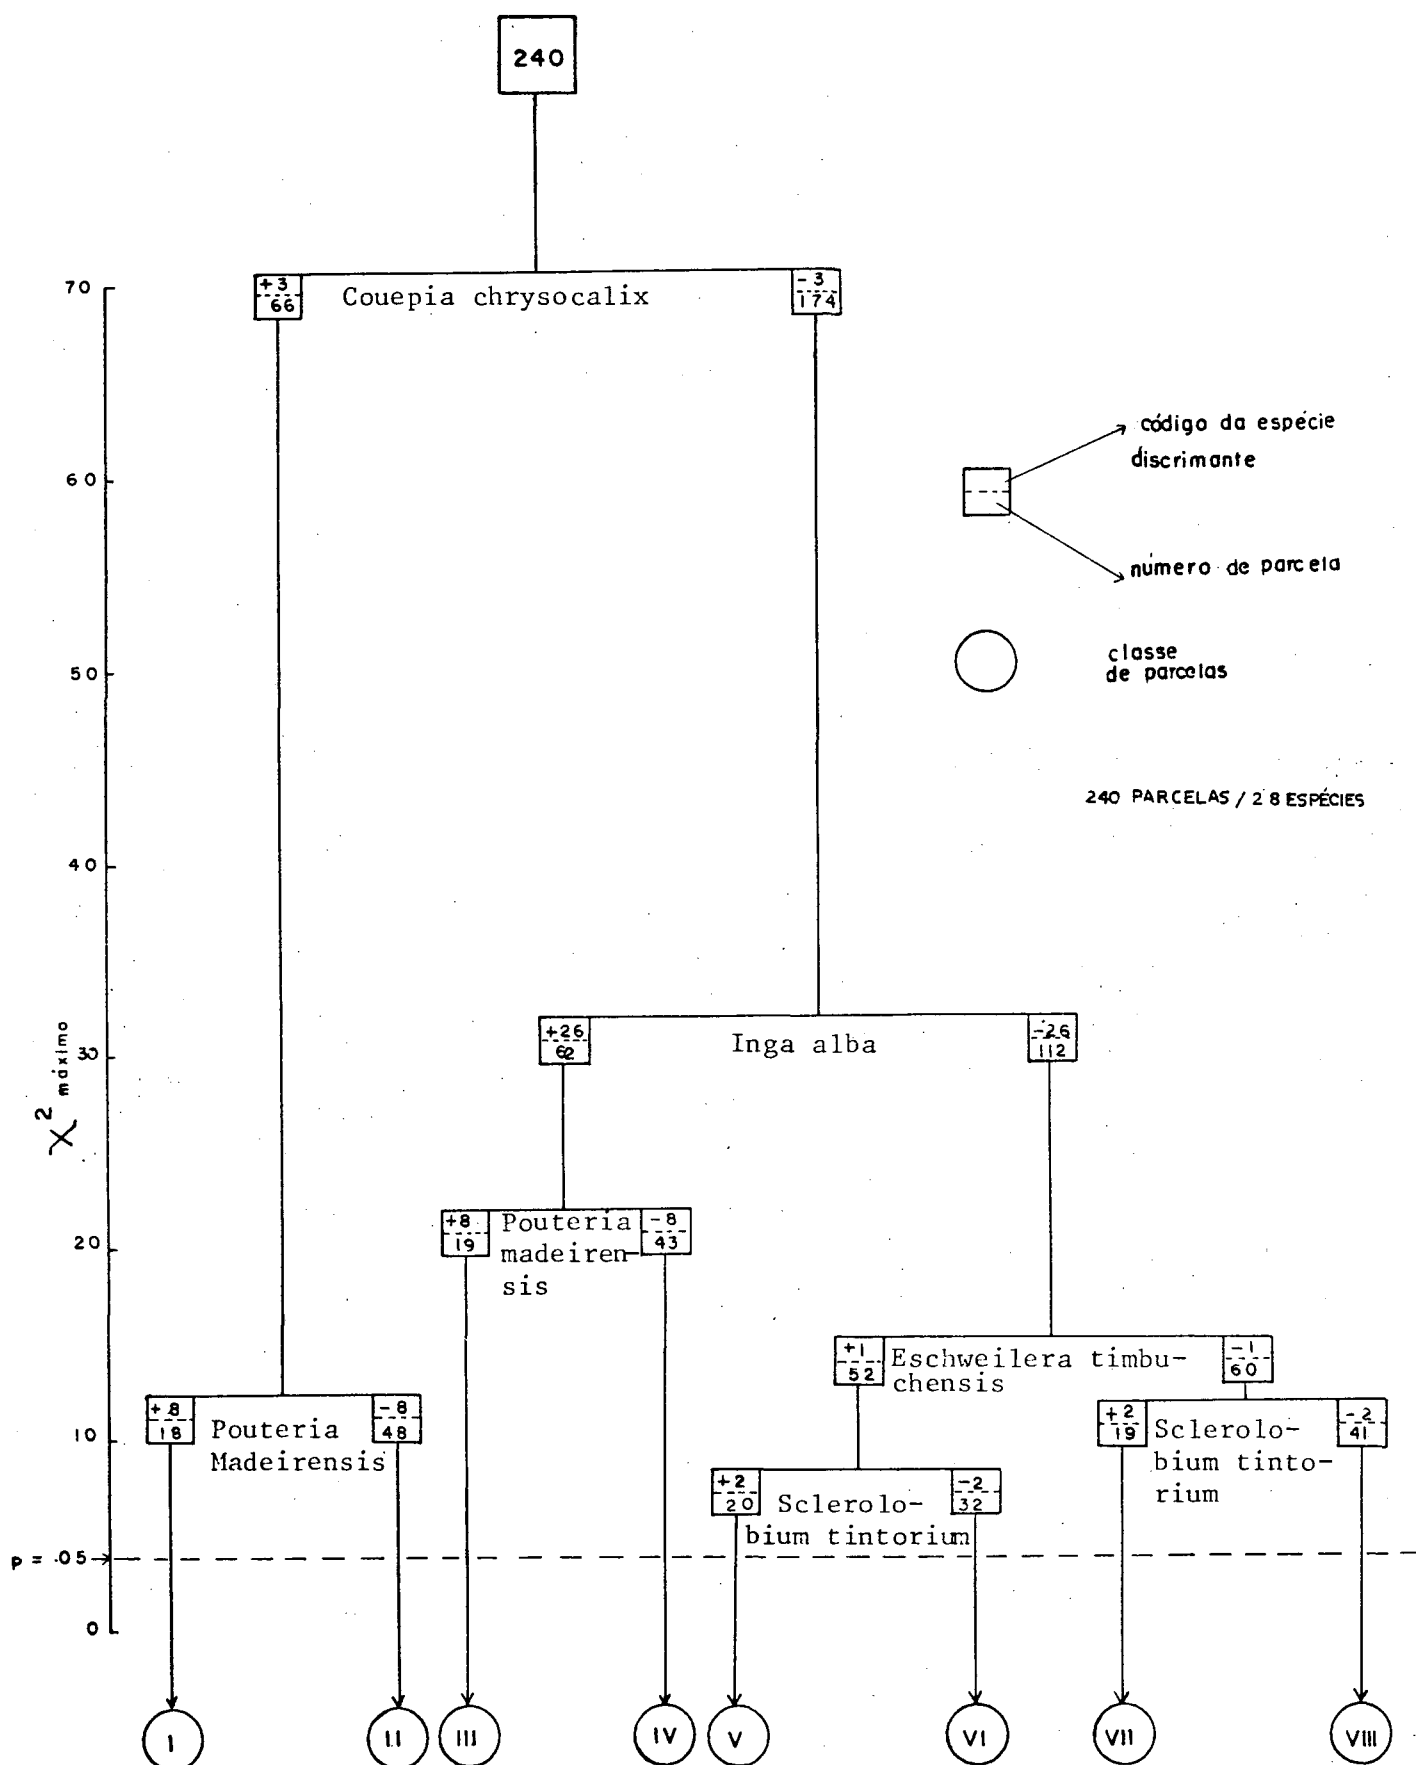 240
70
+3
66
Couepia chrysocalix
-3
174
código da espécie
discrimante
60
número de parcela
50
classe
de parcelas
240 PARCELAS / 28 ESPÉCIES
40
χ² máximo
30
+26
62
Inga alba
-26
112
20
+8
19
Pouteria
madeiren-
sis
-8
43
+1
52
Eschweilera timbu-
chensis
-1
60
10
+8
18
Pouteria
Madeirensis
-8
48
+2
19
Sclerolo-
bium tinto-
rium
-2
41
+2
20
Sclerolo-
bium tintorium
-2
32
p = .05
0
I
II
III
IV
V
VI
VII
VIII